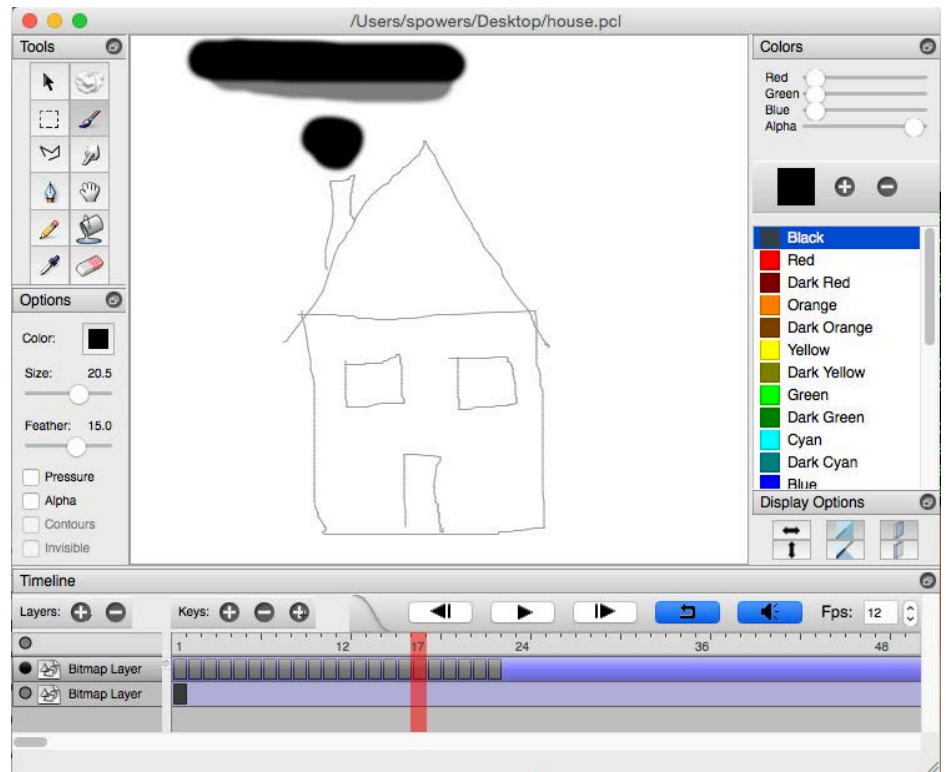 /Users/spowers/Desktop/house.pcl
Tools
Colors
Red
Green
Blue
Alpha
Black
Red
Dark Red
Orange
Dark Orange
Yellow
Dark Yellow
Green
Dark Green
Cyan
Dark Cyan
Blue
Options
Color:
Size: 20.5
Feather: 15.0
Pressure
Alpha
Contours
Invisible
Display Options
Timeline
Layers: Keys: Fps: 12
1 12 17 24 36 48
Bitmap Layer
Bitmap Layer